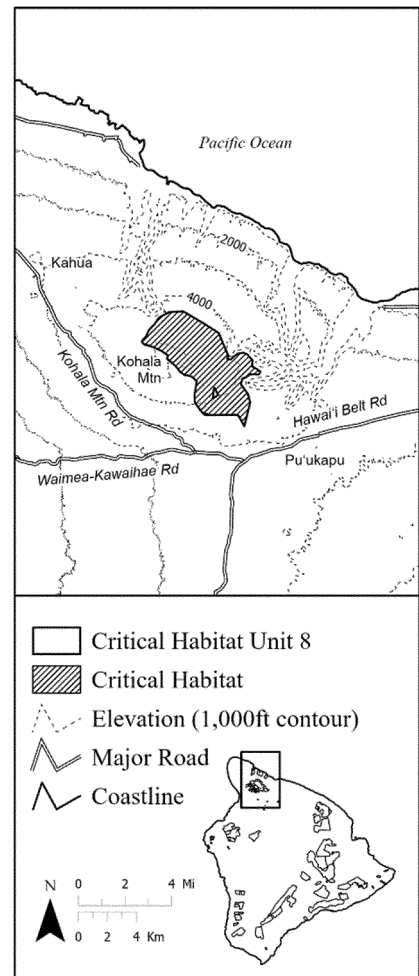 Pacific Ocean
2000
Kahua
4000
Kohala
Mtn
Kohala Mtn Rd
Hawai'i Belt Rd
Pu'ukapu
Waimea-Kawaihae Rd
Critical Habitat Unit 8
Critical Habitat
Elevation (1,000ft contour)
Major Road
Coastline
N
0 2 4 Mi
0 2 4 Km